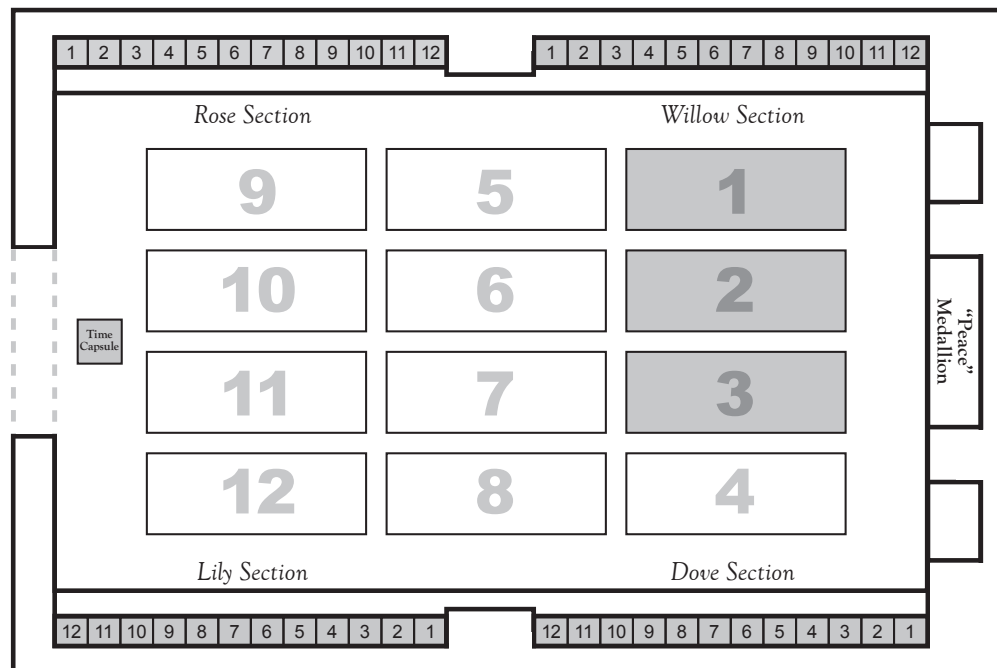 1 2 3 4 5 6 7 8 9 10 11 12 1 2 3 4 5 6 7 8 9 10 11 12
Rose Section Willow Section
9 5 1
10 6 2
Time
Capsule
"Peace"
Medallion
11 7 3
12 8 4
Lily Section Dove Section
12 11 10 9 8 7 6 5 4 3 2 1 12 11 10 9 8 7 6 5 4 3 2 1